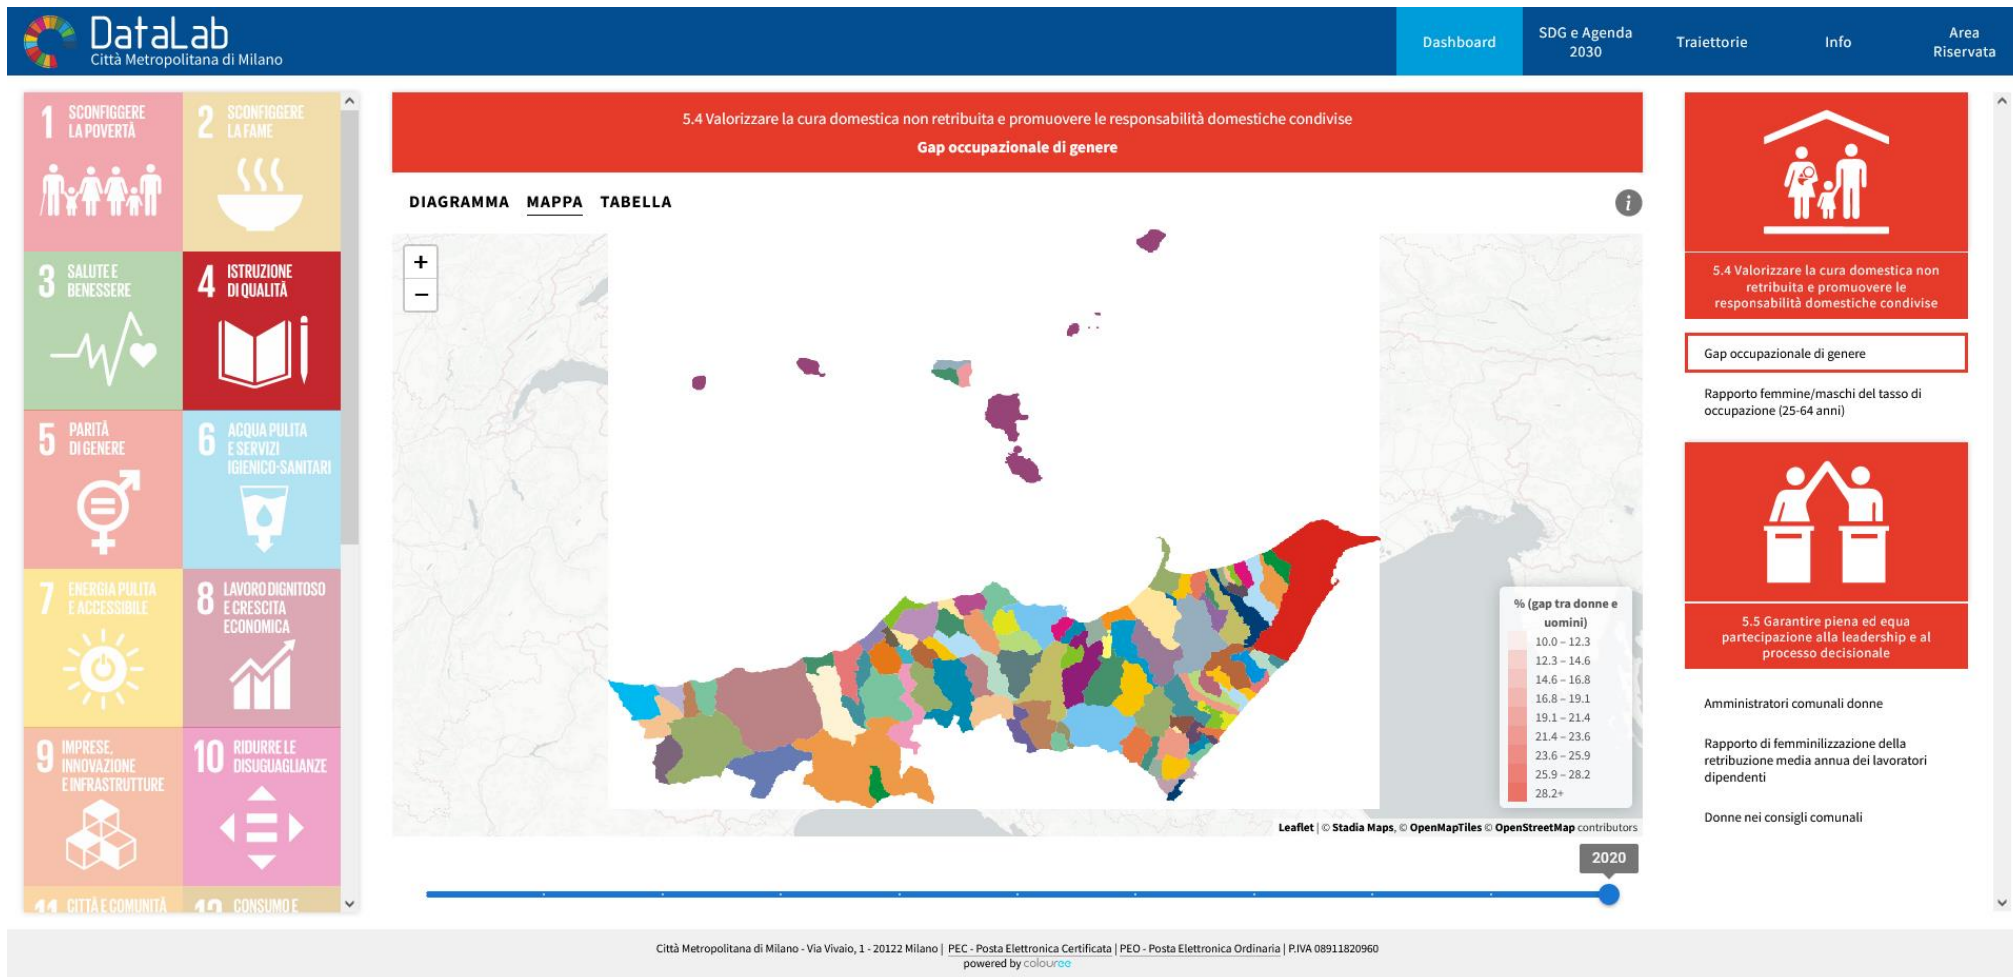 DataLab
Città Metropolitana di Milano
Dashboard
SDG e Agenda
2030
Traiettorie
Info
Area
Riservata
1 SCONFIGGERE
LA POVERTÀ
2 SCONFIGGERE
LA FAME
3 SALUTE E
BENESSERE
4 ISTRUZIONE
DI QUALITÀ
5 PARITÀ
DI GENERE
6 ACQUA PULITA
E SERVIZI
IGIENICO-SANITARI
7 ENERGIA PULITA
E ACCESSIBILE
8 LAVORO DIGNITOSO
E CRESCITA
ECONOMICA
9 IMPRESE,
INNOVAZIONE
E INFRASTRUTTURE
10 RIDURRE LE
DISUGUAGLIANZE
11 CITTÀ E COMUNITÀ
12 CONSUMO E
5.4 Valorizzare la cura domestica non retribuita e promuovere le responsabilità domestiche condivise
Gap occupazionale di genere
DIAGRAMMA MAPPA TABELLA
i
+
−
% (gap tra donne e
uomini)
10.0 – 12.3
12.3 – 14.6
14.6 – 16.8
16.8 – 19.1
19.1 – 21.4
21.4 – 23.6
23.6 – 25.9
25.9 – 28.2
28.2+
Leaflet | © Stadia Maps, © OpenMapTiles © OpenStreetMap contributors
2020
5.4 Valorizzare la cura domestica non
retribuita e promuovere le
responsabilità domestiche condivise
Gap occupazionale di genere
Rapporto femmine/maschi del tasso di
occupazione (25-64 anni)
5.5 Garantire piena ed equa
partecipazione alla leadership e al
processo decisionale
Amministratori comunali donne
Rapporto di femminilizzazione della
retribuzione media annua dei lavoratori
dipendenti
Donne nei consigli comunali
Città Metropolitana di Milano - Via Vivaio, 1 - 20122 Milano | PEC - Posta Elettronica Certificata | PEO - Posta Elettronica Ordinaria | P.IVA 08911820960
powered by colouree